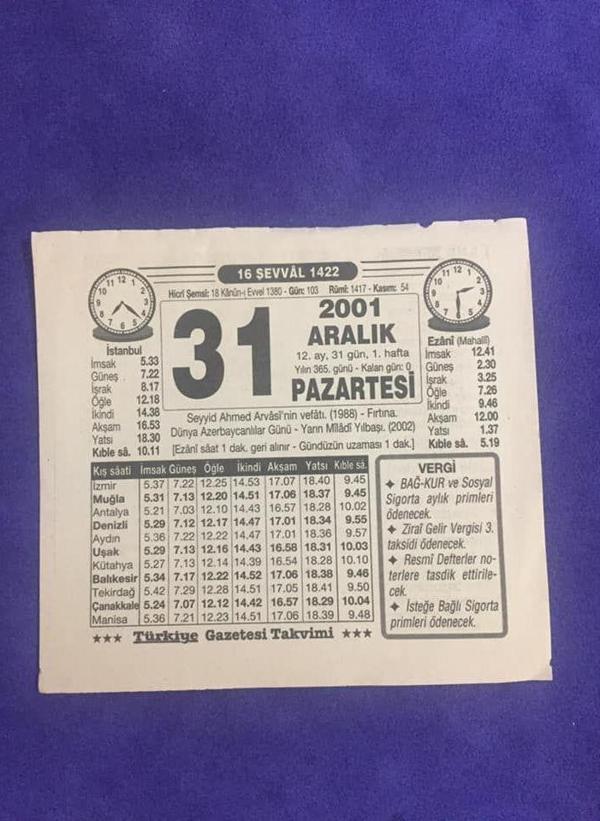 16 ŞEVVÂL 1422
Hicrî Şemsî: 18 Kânûn-ı Evvel 1380 - Gün: 103 Rûmî: 1417 - Kasım: 54
31
2001
ARALIK
12. ay, 31 gün, 1. hafta
Yılın 365. günü - Kalan gün: 0
PAZARTESİ
İstanbul
İmsak 5.33
Güneş 7.22
İşrak 8.17
Öğle 12.18
İkindi 14.38
Akşam 16.53
Yatsı 18.30
Kıble sâ. 10.11
Ezânî (Mahallî)
İmsak 12.41
Güneş 2.30
İşrak 3.25
Öğle 7.26
İkindi 9.46
Akşam 12.00
Yatsı 1.37
Kıble sâ. 5.19
Seyyid Ahmed Arvâsî'nin vefâtı. (1988) - Fırtına.
Dünya Azerbaycanlılar Günü - Yarın Mîlâdî Yılbaşı. (2002)
[Ezânî sâat 1 dak. geri alınır - Gündüzün uzaması 1 dak.]
Kış sâati İmsak Güneş Öğle İkindi Akşam Yatsı Kıble sâ.
İzmir 5.37 7.22 12.25 14.53 17.07 18.40 9.45
Muğla 5.31 7.13 12.20 14.51 17.06 18.37 9.45
Antalya 5.21 7.03 12.10 14.43 16.57 18.28 10.02
Denizli 5.29 7.12 12.17 14.47 17.01 18.34 9.55
Aydın 5.36 7.22 12.22 14.47 17.01 18.36 9.57
Uşak 5.29 7.13 12.16 14.43 16.58 18.31 10.03
Kütahya 5.27 7.13 12.14 14.39 16.54 18.28 10.10
Balıkesir 5.34 7.17 12.22 14.52 17.06 18.38 9.46
Tekirdağ 5.42 7.29 12.28 14.51 17.05 18.41 9.50
Çanakkale 5.24 7.07 12.12 14.42 16.57 18.29 10.04
Manisa 5.36 7.21 12.23 14.51 17.06 18.39 9.48
VERGİ
✦ BAĞ-KUR ve Sosyal
Sigorta aylık primleri
ödenecek.
✦ Ziraî Gelir Vergisi 3.
taksidi ödenecek.
✦ Resmî Defterler no-
terlere tasdik ettirile-
cek.
✦ İsteğe Bağlı Sigorta
primleri ödenecek.
★★★ Türkiye Gazetesi Takvimi ★★★